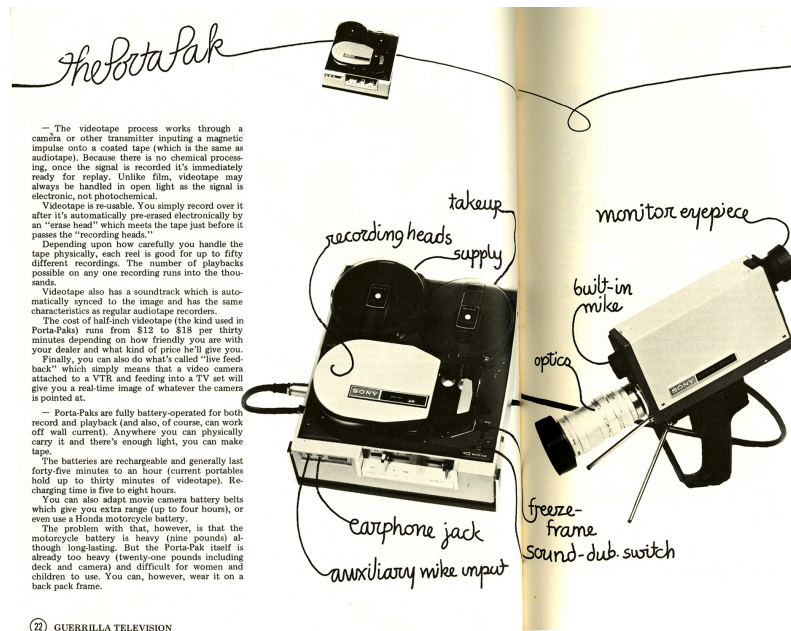 the Porta Pak
— The videotape process works through a
camera or other transmitter inputing a magnetic
impulse onto a coated tape (which is the same as
audiotape). Because there is no chemical process-
ing, once the signal is recorded it's immediately
ready for replay. Unlike film, videotape may
always be handled in open light as the signal is
electronic, not photochemical.
Videotape is re-usable. You simply record over it
after it's automatically pre-erased electronically by
an "erase head" which meets the tape just before it
passes the "recording heads."
Depending upon how carefully you handle the
tape physically, each reel is good for up to fifty
different recordings. The number of playbacks
possible on any one recording runs into the thou-
sands.
Videotape also has a soundtrack which is auto-
matically synced to the image and has the same
characteristics as regular audiotape recorders.
The cost of half-inch videotape (the kind used in
Porta-Paks) runs from $12 to $18 per thirty
minutes depending on how friendly you are with
your dealer and what kind of price he'll give you.
Finally, you can also do what's called "live feed-
back" which simply means that a video camera
attached to a VTR and feeding into a TV set will
give you a real-time image of whatever the camera
is pointed at.
— Porta-Paks are fully battery-operated for both
record and playback (and also, of course, can work
off wall current). Anywhere you can physically
carry it and there's enough light, you can make
tape.
The batteries are rechargeable and generally last
forty-five minutes to an hour (current portables
hold up to thirty minutes of videotape). Re-
charging time is five to eight hours.
You can also adapt movie camera battery belts
which give you extra range (up to four hours), or
even use a Honda motorcycle battery.
The problem with that, however, is that the
motorcycle battery is heavy (nine pounds) al-
though long-lasting. But the Porta-Pak itself is
already too heavy (twenty-one pounds including
deck and camera) and difficult for women and
children to use. You can, however, wear it on a
back pack frame.
22 GUERRILLA TELEVISION
takeup
recording heads
supply
SONY
earphone jack
auxiliary mike input
monitor eyepiece
built-in
mike
optics
SONY
freeze-
frame
sound-dub. switch